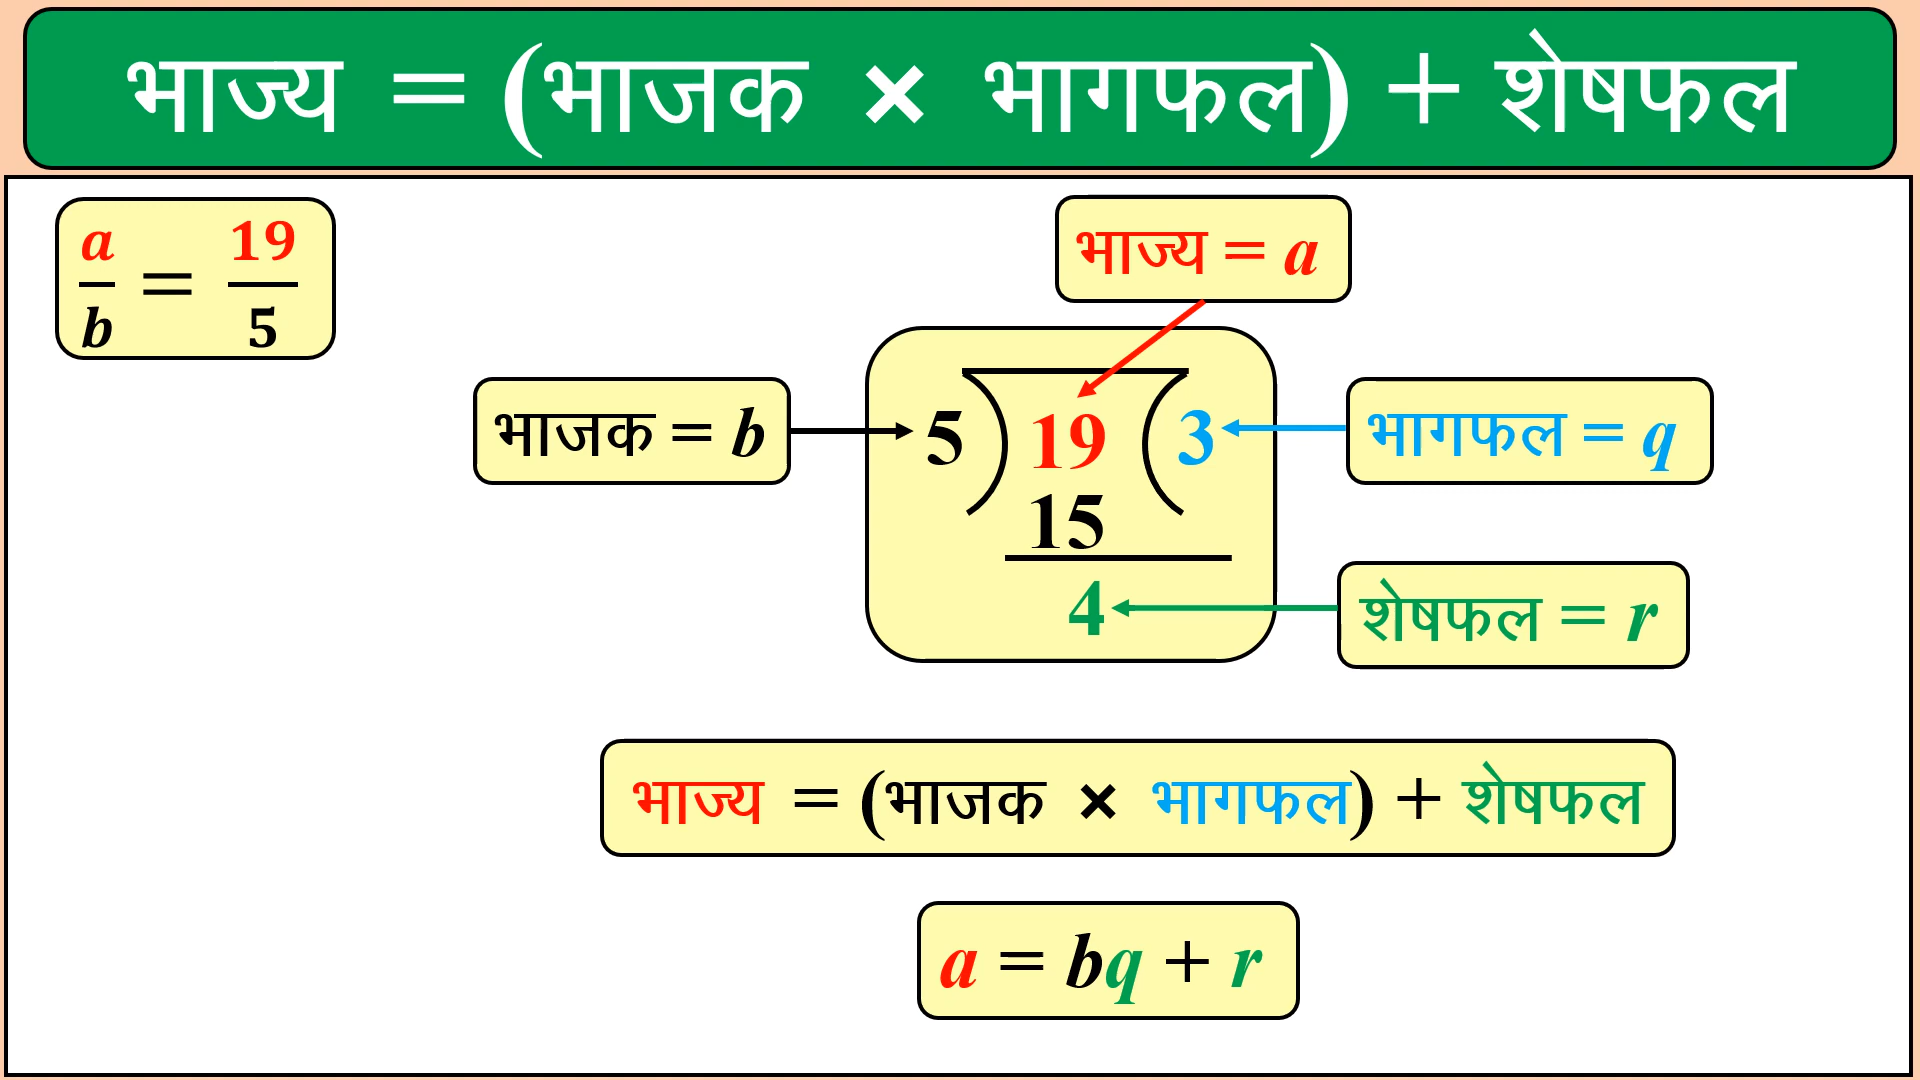 भाज्य = (भाजक × भागफल) + शेषफल
a/b = 19/5
भाज्य = a
भाजक = b
5 19 3
भागफल = q
15
4
शेषफल = r
भाज्य = (भाजक × भागफल) + शेषफल
a = bq + r